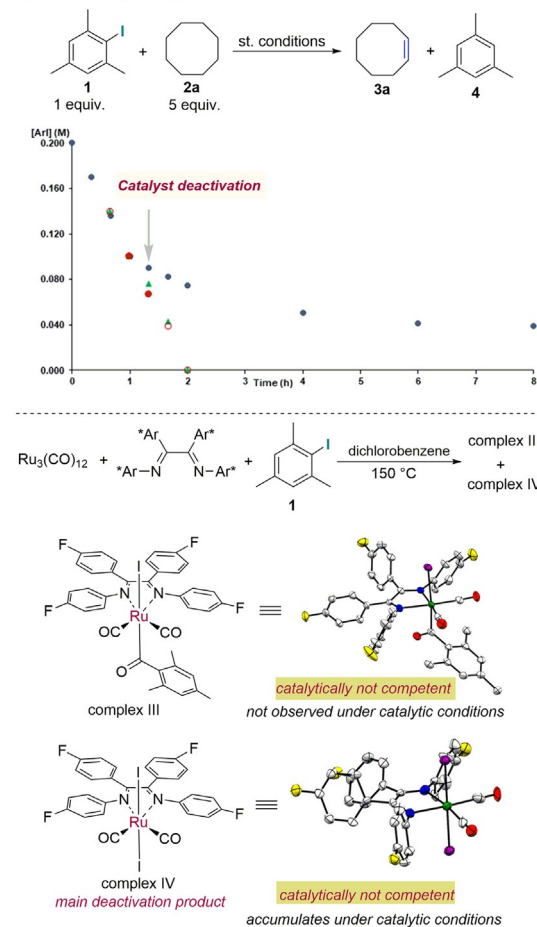 I
1
1 equiv.
+
2a
5 equiv.
st. conditions
3a
+
4
[ArI] (M)
0.200
0.160
0.120
0.080
0.040
0.000
Catalyst deactivation
0 1 2 3 Time (h) 4 5 6 7 8
Ru3(CO)12 + *Ar Ar* *Ar–N N–Ar* + I
1
dichlorobenzene
150 °C
complex II
+
complex IV
F I F
F N N F
Ru
OC CO
O
complex III
catalytically not competent
not observed under catalytic conditions
F I F
F N N F
Ru
OC CO
I
complex IV
main deactivation product
catalytically not competent
accumulates under catalytic conditions